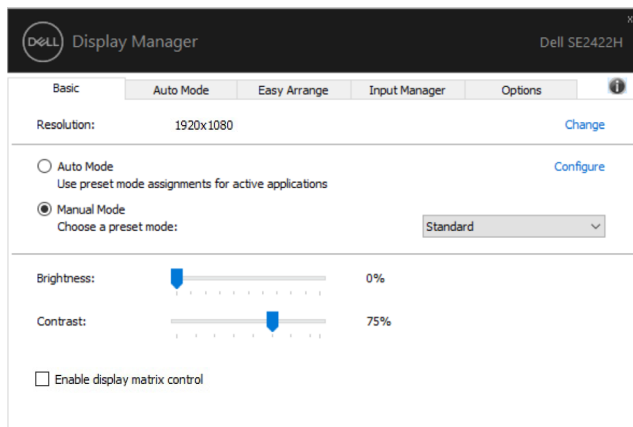 DELL Display Manager Dell SE2422H
Basic Auto Mode Easy Arrange Input Manager Options
Resolution: 1920x1080 Change
Auto Mode Configure
Use preset mode assignments for active applications
Manual Mode
Choose a preset mode: Standard
Brightness: 0%
Contrast: 75%
Enable display matrix control